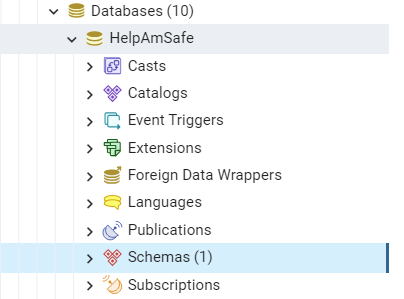 Databases (10)
HelpAmSafe
Casts
Catalogs
Event Triggers
Extensions
Foreign Data Wrappers
Languages
Publications
Schemas (1)
Subscriptions